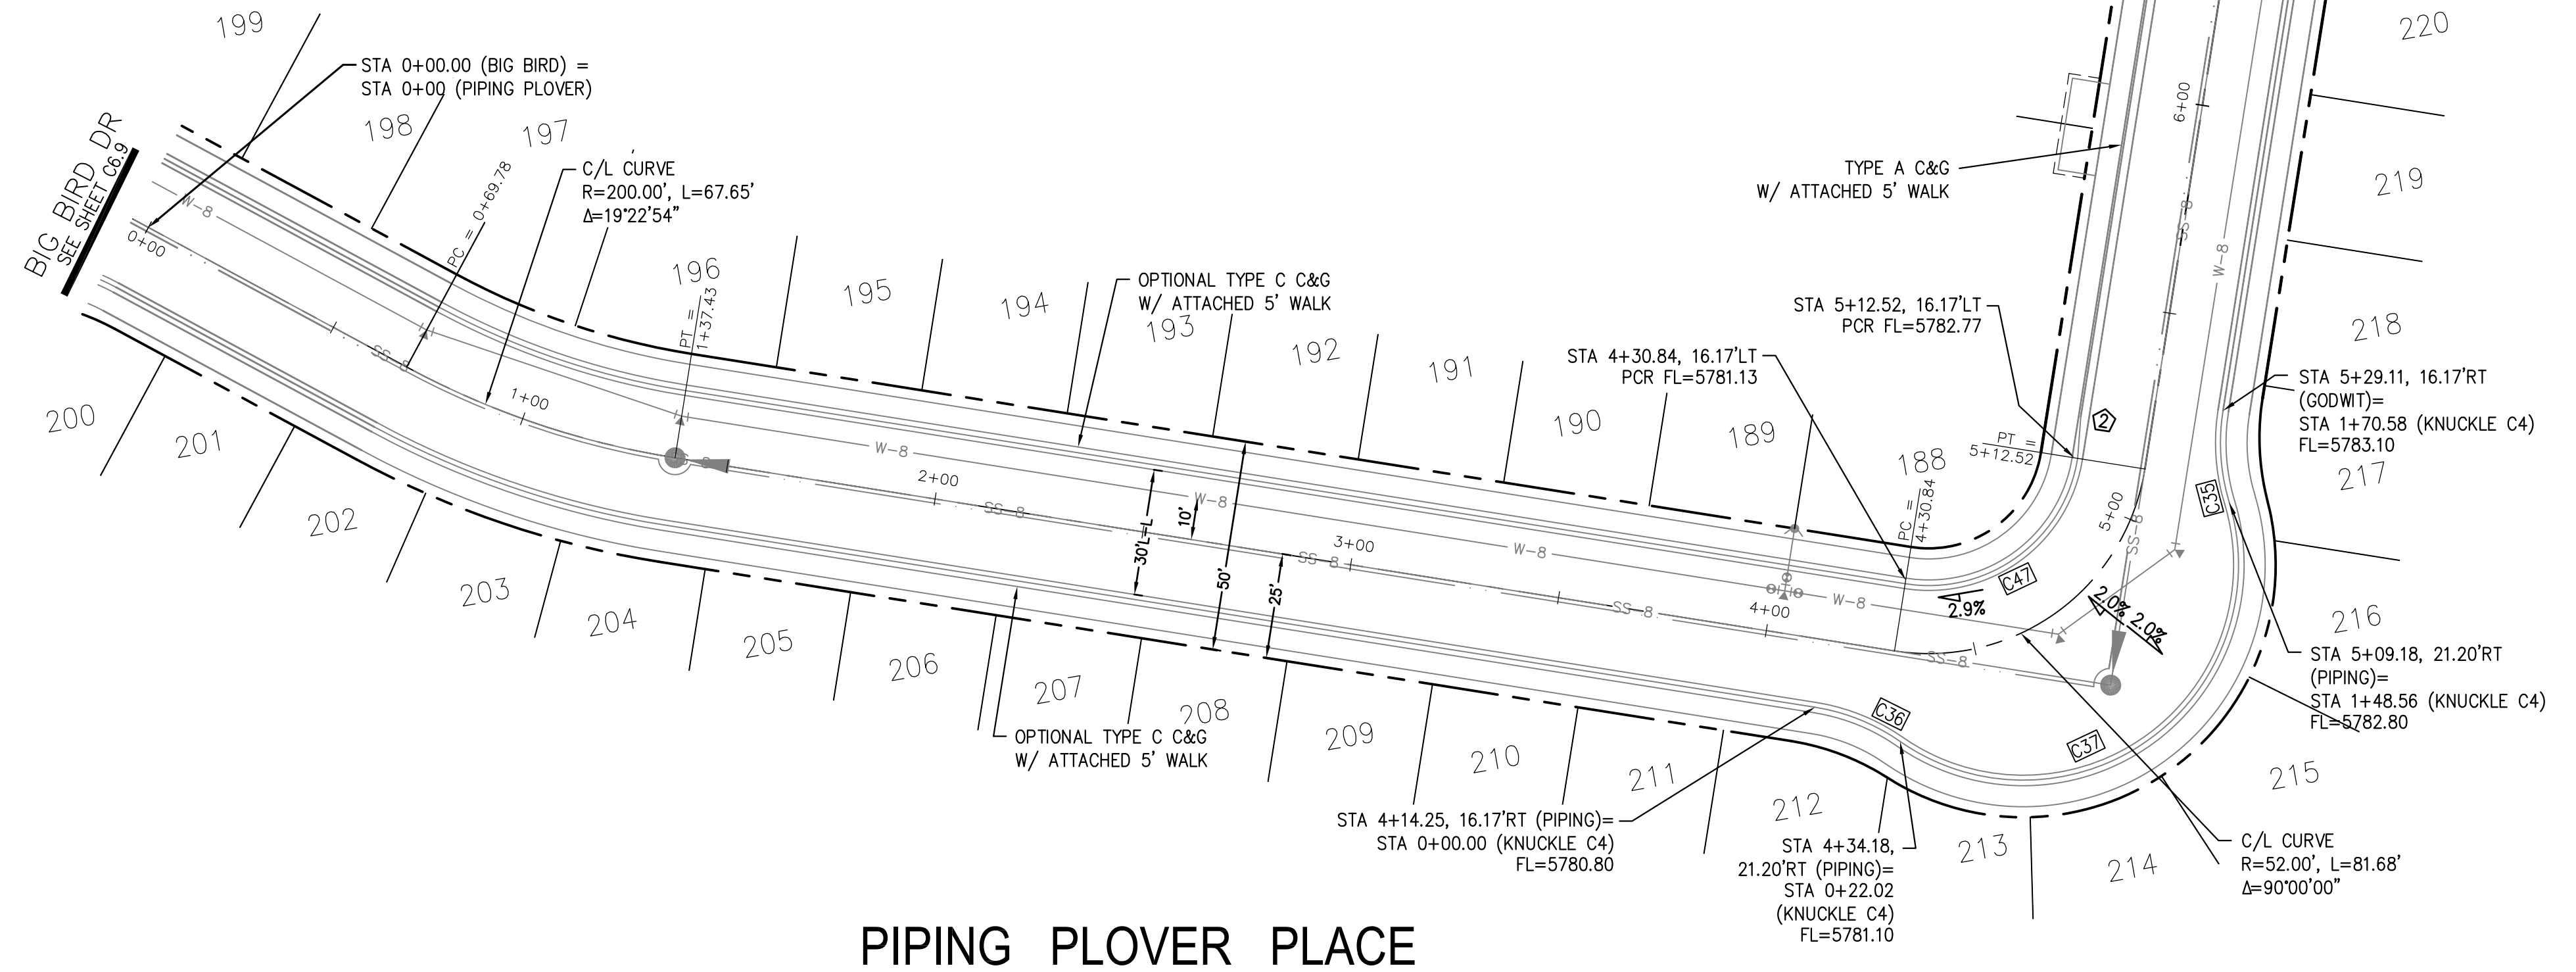 199
STA 0+00.00 (BIG BIRD) =
STA 0+00 (PIPING PLOVER)
198
197
BIG BIRD DR
SEE SHEET C6.9
0+00
W-8
PC = 0+69.78
C/L CURVE
R=200.00', L=67.65'
Δ=19°22'54"
SS-8
1+00
196
PT =
1+37.43
195
194
OPTIONAL TYPE C C&G
W/ ATTACHED 5' WALK
193
192
191
190
189
188
W-8
2+00
SS-8
W-8
10'
30'L=L
50'
25'
3+00
SS-8
W-8
SS-8
4+00
W-8
SS-8
STA 4+30.84, 16.17'LT
PCR FL=5781.13
PC =
4+30.84
2.9%
C47
STA 5+12.52, 16.17'LT
PCR FL=5782.77
PT =
5+12.52
2
TYPE A C&G
W/ ATTACHED 5' WALK
6+00
SS-8
W-8
5+00
SS-8
C35
2.0%
2.0%
220
219
218
STA 5+29.11, 16.17'RT
(GODWIT)=
STA 1+70.58 (KNUCKLE C4)
FL=5783.10
217
216
STA 5+09.18, 21.20'RT
(PIPING)=
STA 1+48.56 (KNUCKLE C4)
FL=5782.80
215
C/L CURVE
R=52.00', L=81.68'
Δ=90°00'00"
214
213
212
C37
C36
200
201
202
203
204
205
206
207
208
209
210
211
OPTIONAL TYPE C C&G
W/ ATTACHED 5' WALK
STA 4+14.25, 16.17'RT (PIPING)=
STA 0+00.00 (KNUCKLE C4)
FL=5780.80
STA 4+34.18,
21.20'RT (PIPING)=
STA 0+22.02
(KNUCKLE C4)
FL=5781.10
PIPING PLOVER PLACE